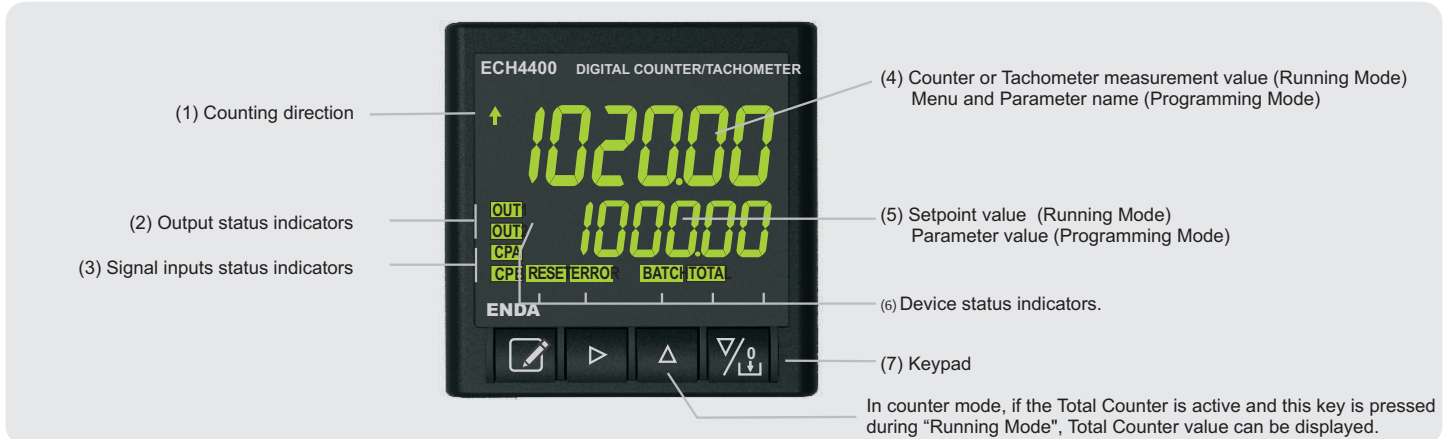 ECH4400 DIGITAL COUNTER/TACHOMETER
(1) Counting direction
1020.00
(4) Counter or Tachometer measurement value (Running Mode)
Menu and Parameter name (Programming Mode)
(2) Output status indicators
OUT1
OUT2
1000.00
(5) Setpoint value (Running Mode)
Parameter value (Programming Mode)
(3) Signal inputs status indicators
CPA
CPB RESET ERROR BATCH TOTAL
ENDA
(6) Device status indicators.
0
(7) Keypad
In counter mode, if the Total Counter is active and this key is pressed
during “Running Mode", Total Counter value can be displayed.